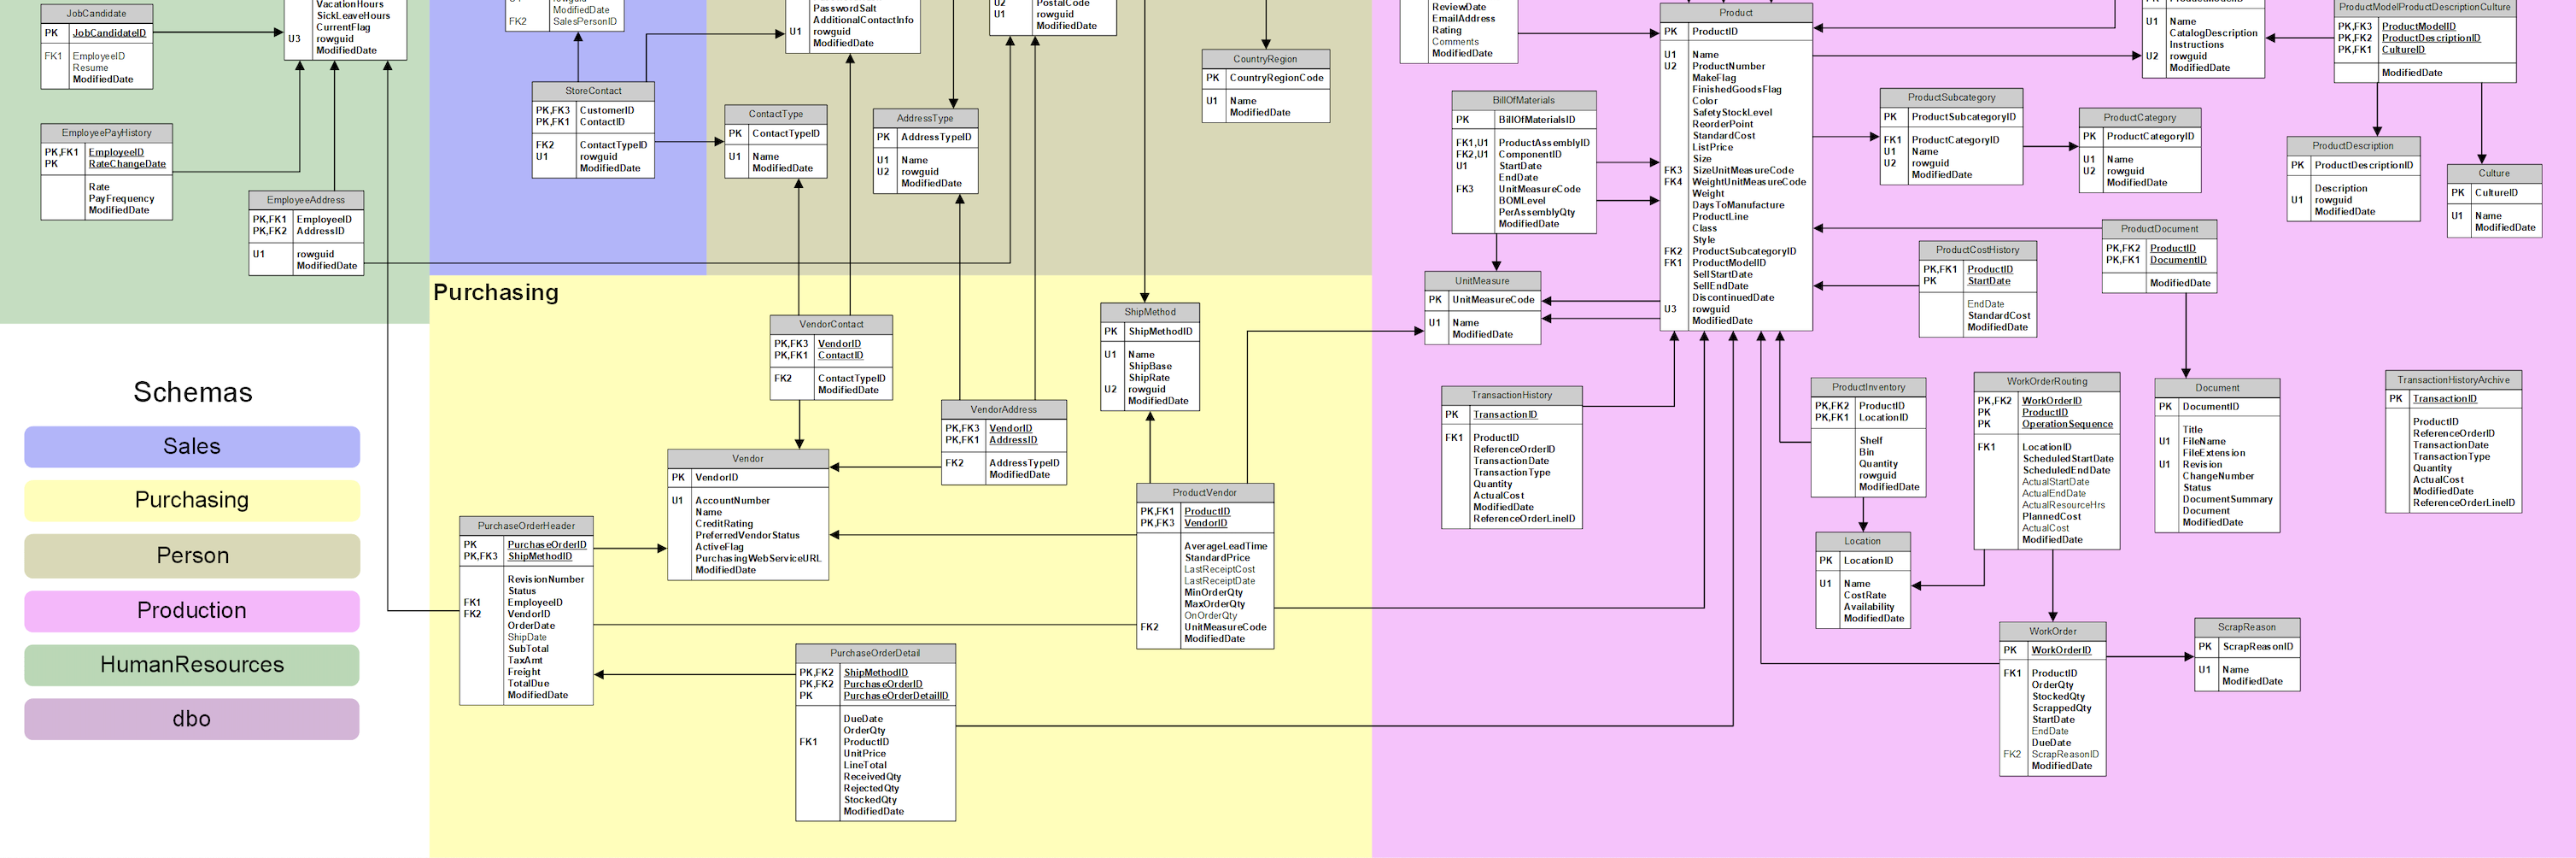 JobCandidate
PK JobCandidateID
FK1 EmployeeID
Resume
ModifiedDate
VacationHours
SickLeaveHours
CurrentFlag
U3 rowguid
ModifiedDate
EmployeePayHistory
PK,FK1 EmployeeID
PK RateChangeDate
Rate
PayFrequency
ModifiedDate
EmployeeAddress
PK,FK1 EmployeeID
PK,FK2 AddressID
U1 rowguid
ModifiedDate
ModifiedDate
FK2 SalesPersonID
StoreContact
PK,FK3 CustomerID
PK,FK1 ContactID
FK2 ContactTypeID
U1 rowguid
ModifiedDate
PasswordSalt
AdditionalContactInfo
U1 rowguid
ModifiedDate
ContactType
PK ContactTypeID
U1 Name
ModifiedDate
U2 PostalCode
U1 rowguid
ModifiedDate
AddressType
PK AddressTypeID
U1 Name
U2 rowguid
ModifiedDate
CountryRegion
PK CountryRegionCode
U1 Name
ModifiedDate
Purchasing
VendorContact
PK,FK3 VendorID
PK,FK1 ContactID
FK2 ContactTypeID
ModifiedDate
ShipMethod
PK ShipMethodID
U1 Name
ShipBase
ShipRate
U2 rowguid
ModifiedDate
VendorAddress
PK,FK3 VendorID
PK,FK1 AddressID
FK2 AddressTypeID
ModifiedDate
Vendor
PK VendorID
U1 AccountNumber
Name
CreditRating
PreferredVendorStatus
ActiveFlag
PurchasingWebServiceURL
ModifiedDate
ProductVendor
PK,FK1 ProductID
PK,FK3 VendorID
AverageLeadTime
StandardPrice
LastReceiptCost
LastReceiptDate
MinOrderQty
MaxOrderQty
OnOrderQty
FK2 UnitMeasureCode
ModifiedDate
PurchaseOrderHeader
PK PurchaseOrderID
PK,FK3 ShipMethodID
RevisionNumber
Status
FK1 EmployeeID
FK2 VendorID
OrderDate
ShipDate
SubTotal
TaxAmt
Freight
TotalDue
ModifiedDate
PurchaseOrderDetail
PK,FK2 ShipMethodID
PK,FK2 PurchaseOrderID
PK PurchaseOrderDetailID
DueDate
OrderQty
FK1 ProductID
UnitPrice
LineTotal
ReceivedQty
RejectedQty
StockedQty
ModifiedDate
Schemas
Sales
Purchasing
Person
Production
HumanResources
dbo
ReviewDate
EmailAddress
Rating
Comments
ModifiedDate
Product
PK ProductID
U1 Name
U2 ProductNumber
MakeFlag
FinishedGoodsFlag
Color
SafetyStockLevel
ReorderPoint
StandardCost
ListPrice
Size
FK3 SizeUnitMeasureCode
FK4 WeightUnitMeasureCode
Weight
DaysToManufacture
ProductLine
Class
Style
FK2 ProductSubcategoryID
FK1 ProductModelID
SellStartDate
SellEndDate
DiscontinuedDate
U3 rowguid
ModifiedDate
BillOfMaterials
PK BillOfMaterialsID
FK1,U1 ProductAssemblyID
FK2,U1 ComponentID
U1 StartDate
EndDate
FK3 UnitMeasureCode
BOMLevel
PerAssemblyQty
ModifiedDate
UnitMeasure
PK UnitMeasureCode
U1 Name
ModifiedDate
U1 Name
CatalogDescription
Instructions
U2 rowguid
ModifiedDate
ProductModelProductDescriptionCulture
PK,FK3 ProductModelID
PK,FK2 ProductDescriptionID
PK,FK1 CultureID
ModifiedDate
ProductSubcategory
PK ProductSubcategoryID
FK1 ProductCategoryID
U1 Name
U2 rowguid
ModifiedDate
ProductCategory
PK ProductCategoryID
U1 Name
U2 rowguid
ModifiedDate
ProductDescription
PK ProductDescriptionID
Description
U1 rowguid
ModifiedDate
Culture
PK CultureID
U1 Name
ModifiedDate
ProductDocument
PK,FK2 ProductID
PK,FK1 DocumentID
ModifiedDate
ProductCostHistory
PK,FK1 ProductID
PK StartDate
EndDate
StandardCost
ModifiedDate
TransactionHistory
PK TransactionID
FK1 ProductID
ReferenceOrderID
TransactionDate
TransactionType
Quantity
ActualCost
ModifiedDate
ReferenceOrderLineID
ProductInventory
PK,FK2 ProductID
PK,FK1 LocationID
Shelf
Bin
Quantity
rowguid
ModifiedDate
WorkOrderRouting
PK,FK2 WorkOrderID
PK ProductID
PK OperationSequence
FK1 LocationID
ScheduledStartDate
ScheduledEndDate
ActualStartDate
ActualEndDate
ActualResourceHrs
PlannedCost
ActualCost
ModifiedDate
Document
PK DocumentID
Title
U1 FileName
FileExtension
U1 Revision
ChangeNumber
Status
DocumentSummary
Document
ModifiedDate
TransactionHistoryArchive
PK TransactionID
ProductID
ReferenceOrderID
TransactionDate
TransactionType
Quantity
ActualCost
ModifiedDate
ReferenceOrderLineID
Location
PK LocationID
U1 Name
CostRate
Availability
ModifiedDate
WorkOrder
PK WorkOrderID
FK1 ProductID
OrderQty
StockedQty
ScrappedQty
StartDate
EndDate
DueDate
FK2 ScrapReasonID
ModifiedDate
ScrapReason
PK ScrapReasonID
U1 Name
ModifiedDate